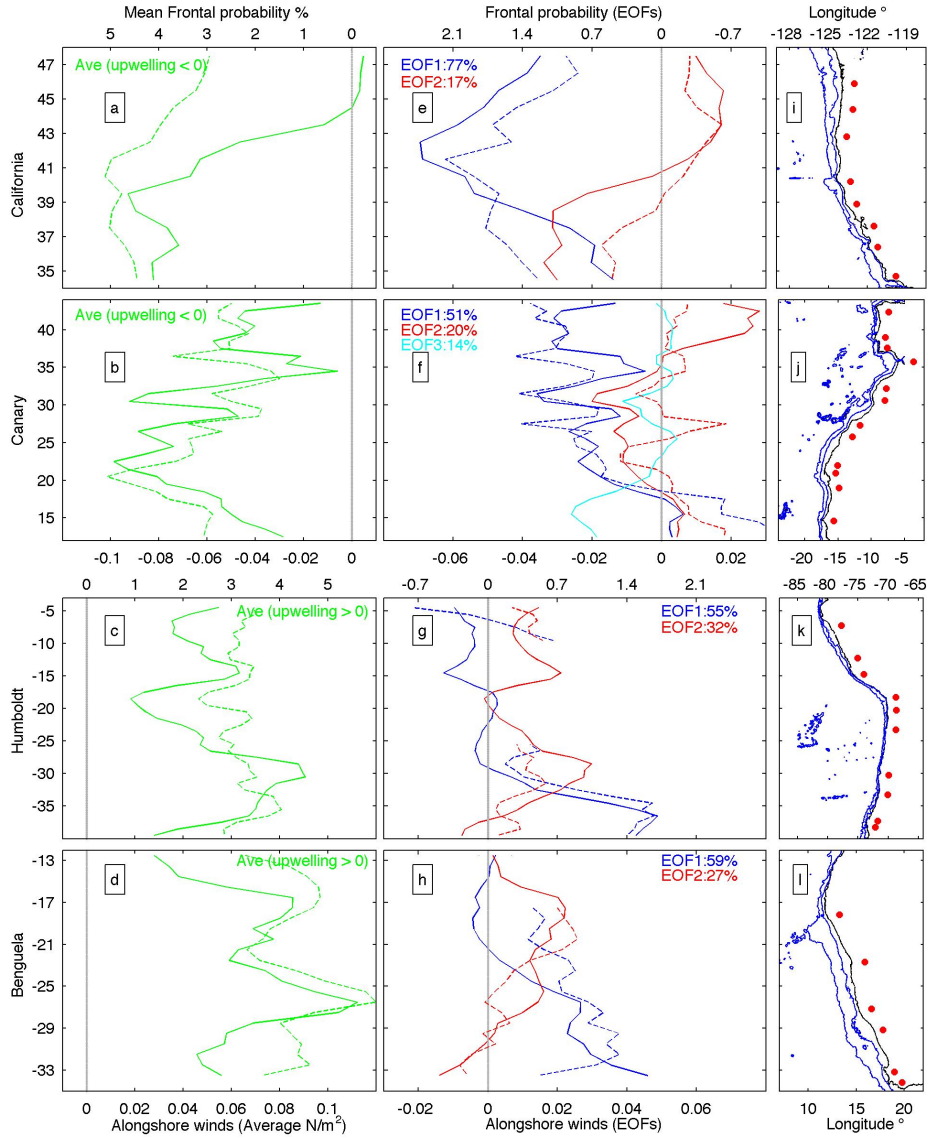 Mean Frontal probability %
Frontal probability (EOFs)
Longitude °
5 4 3 2 1 0
2.1 1.4 0.7 0 -0.7
-128 -125 -122 -119
California
47
45
43
41
39
37
35
Ave (upwelling < 0)
a
EOF1:77%
EOF2:17%
e
i
Canary
40
35
30
25
20
15
Ave (upwelling < 0)
b
EOF1:51%
EOF2:20%
EOF3:14%
f
j
-0.1 -0.08 -0.06 -0.04 -0.02 0
-0.06 -0.04 -0.02 0 0.02
-20 -15 -10 -5
0 1 2 3 4 5
-0.7 0 0.7 1.4 2.1
-85 -80 -75 -70 -65
Humboldt
-5
-10
-15
-20
-25
-30
-35
Ave (upwelling > 0)
c
EOF1:55%
EOF2:32%
g
k
Benguela
-13
-17
-21
-25
-29
-33
Ave (upwelling > 0)
d
EOF1:59%
EOF2:27%
h
l
0 0.02 0.04 0.06 0.08 0.1
-0.02 0 0.02 0.04 0.06
10 15 20
Alongshore winds (Average N/m²)
Alongshore winds (EOFs)
Longitude °